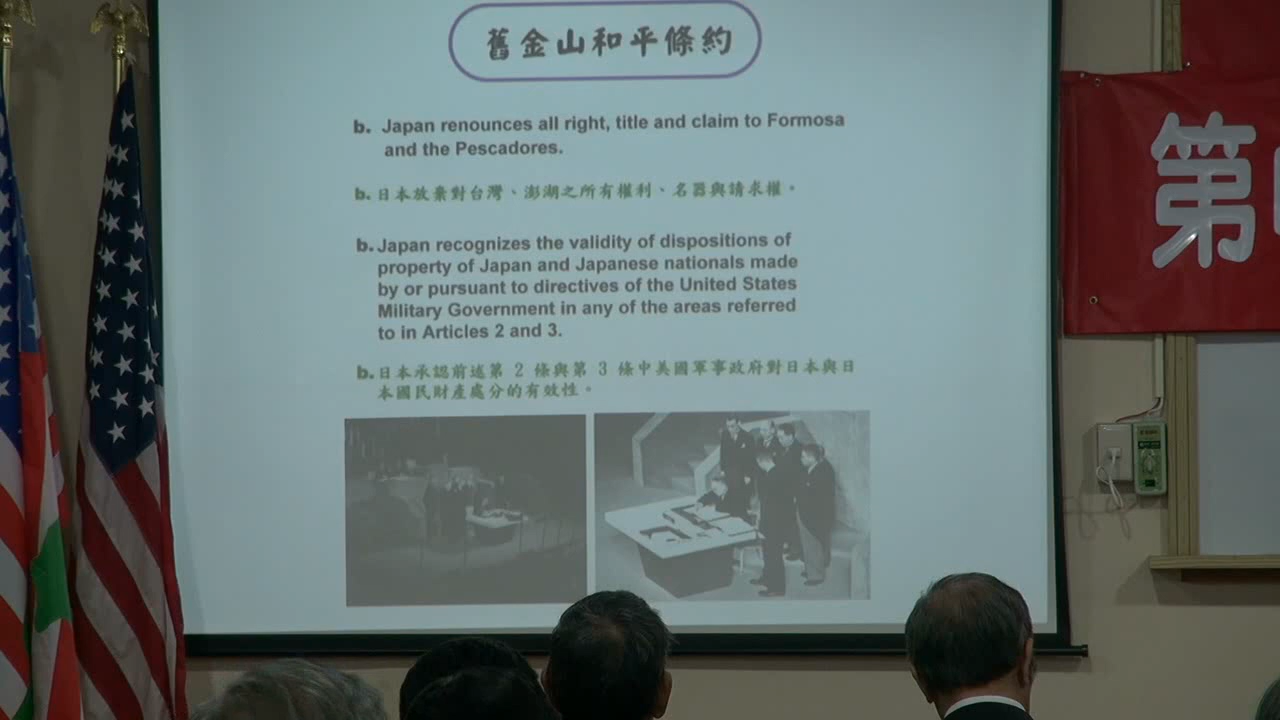 舊金山和平條約
b. Japan renounces all right, title and claim to Formosa
and the Pescadores.
b. 日本放棄對台灣、澎湖之所有權利、名器與請求權。
b. Japan recognizes the validity of dispositions of
property of Japan and Japanese nationals made
by or pursuant to directives of the United States
Military Government in any of the areas referred
to in Articles 2 and 3.
b. 日本承認前述第 2 條與第 3 條中美國軍事政府對日本與日
本國民財產處分的有效性。
第